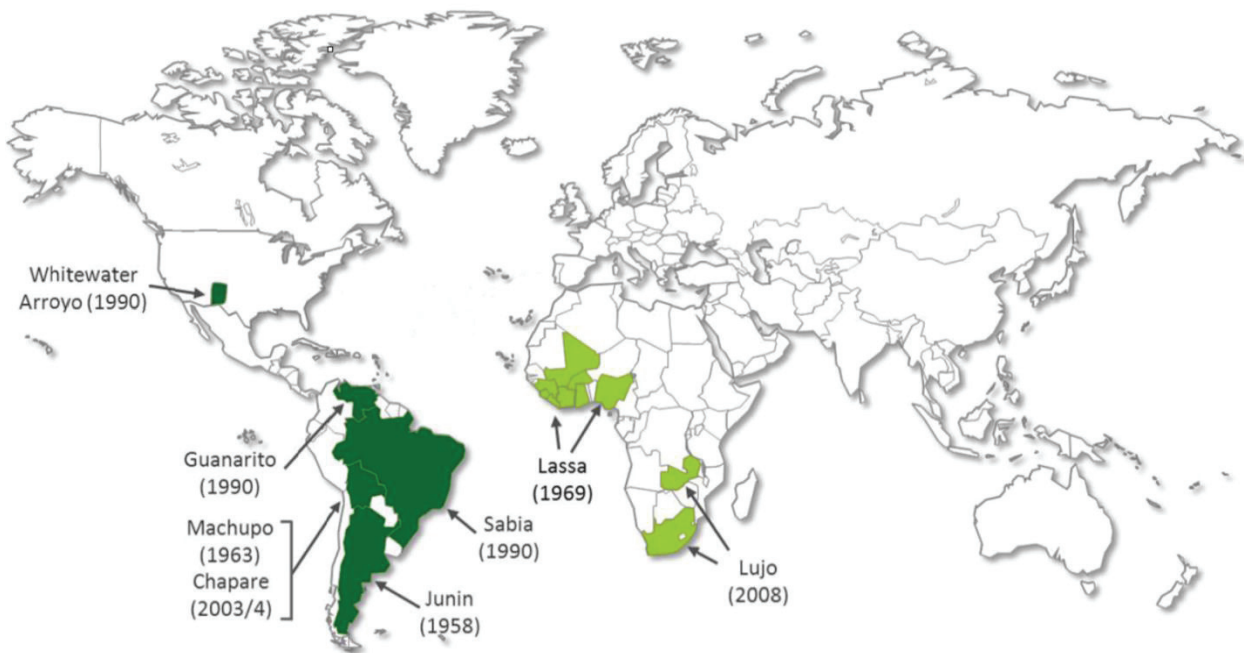 Whitewater
Arroyo (1990)
Guanarito
(1990)
Machupo
(1963)
Chapare
(2003/4)
Sabia
(1990)
Junin
(1958)
Lassa
(1969)
Lujo
(2008)